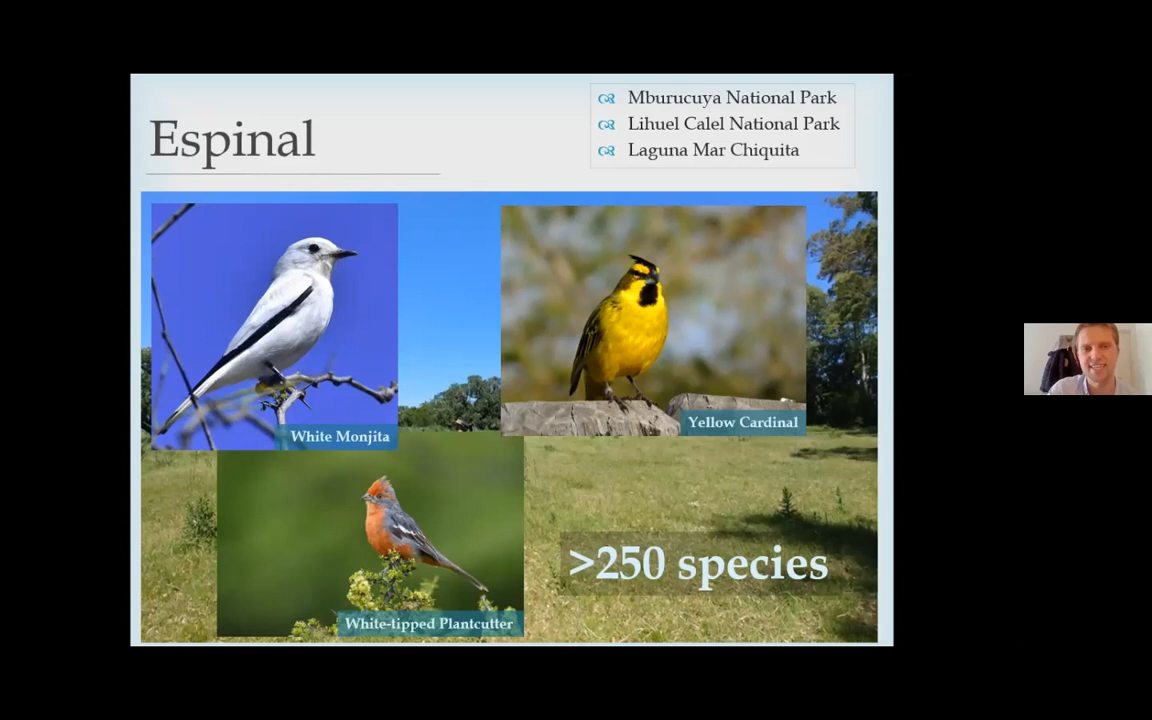 Espinal
Mburucuya National Park
Lihuel Calel National Park
Laguna Mar Chiquita
White Monjita
Yellow Cardinal
White-tipped Plantcutter
>250 species